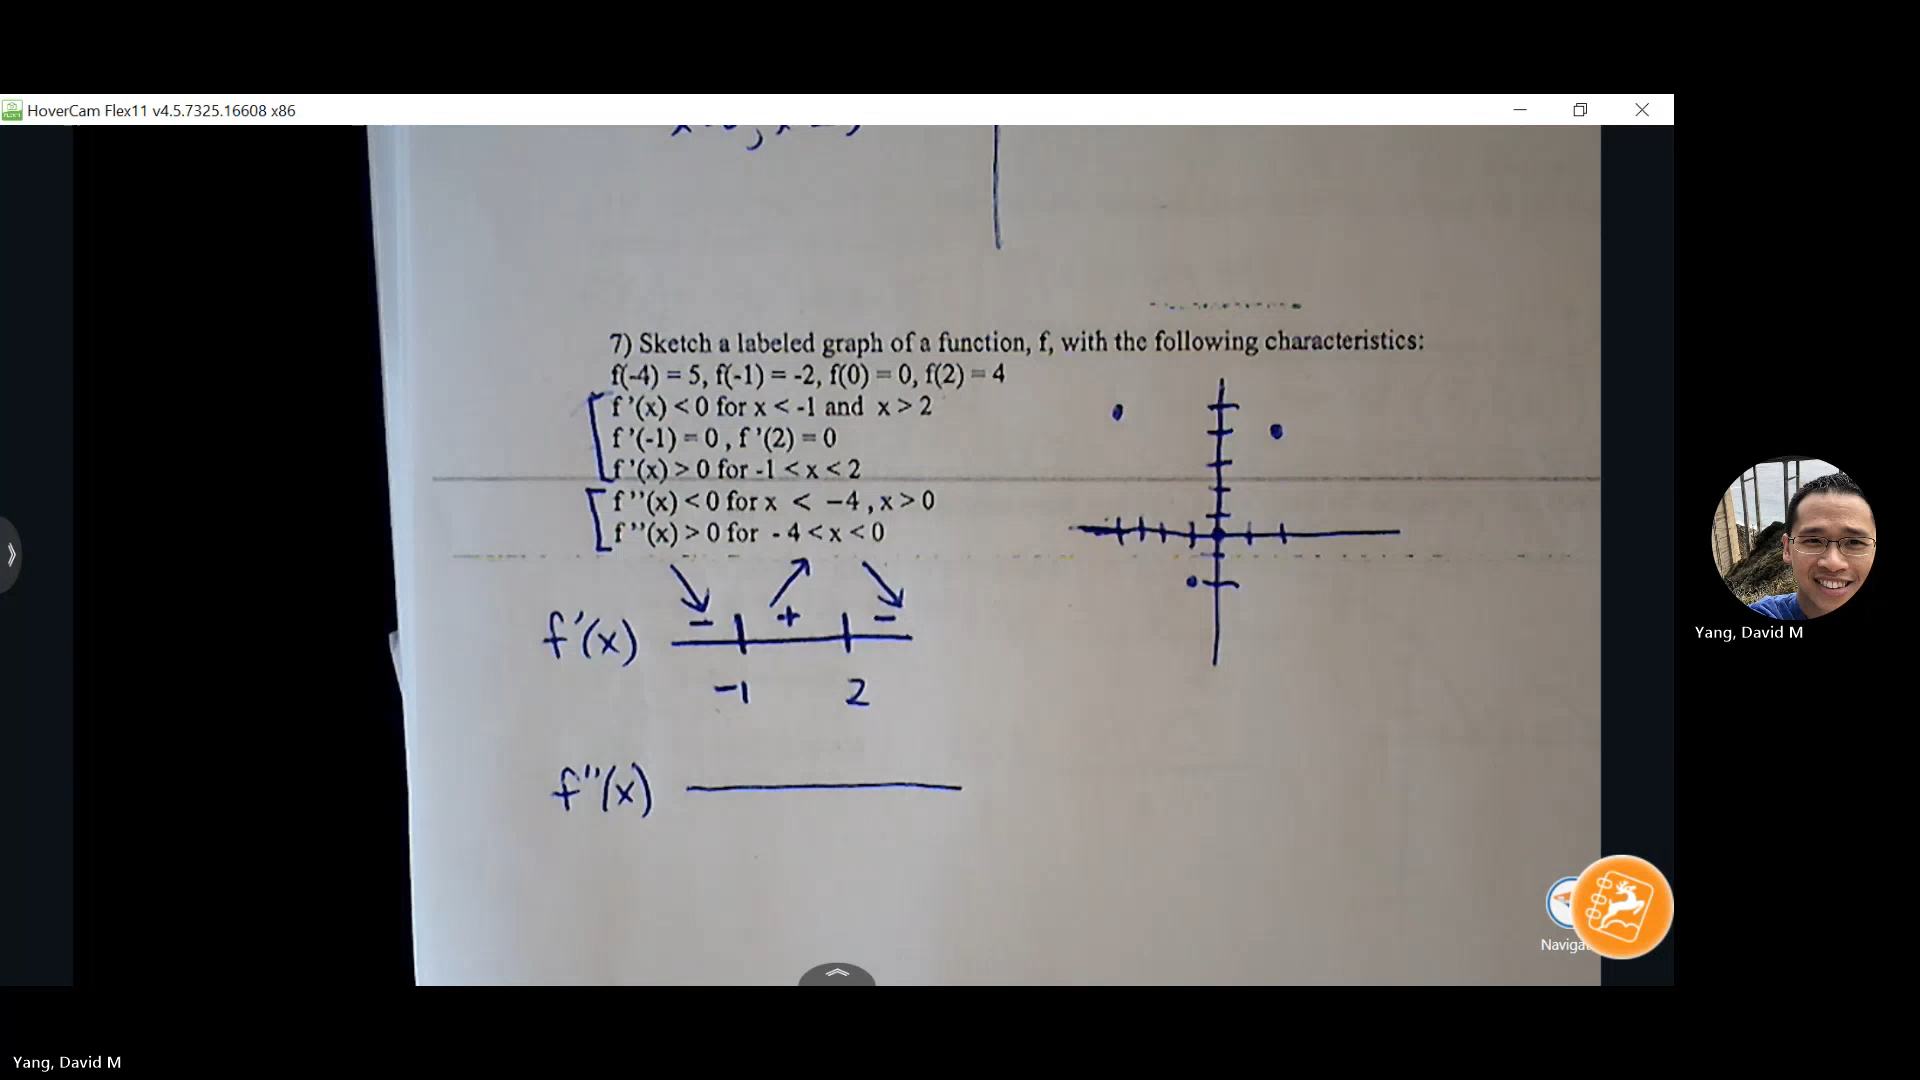 HoverCam Flex11 v4.5.7325.16608 x86
7) Sketch a labeled graph of a function, f, with the following characteristics:
f(-4) = 5, f(-1) = -2, f(0) = 0, f(2) = 4
f '(x) < 0 for x < -1 and x > 2
f '(-1) = 0 , f '(2) = 0
f '(x) > 0 for -1 < x < 2
f ''(x) < 0 for x < −4 , x > 0
f ''(x) > 0 for - 4 < x < 0
f'(x) − + −
-1 2
f"(x)
Yang, David M
Yang, David M